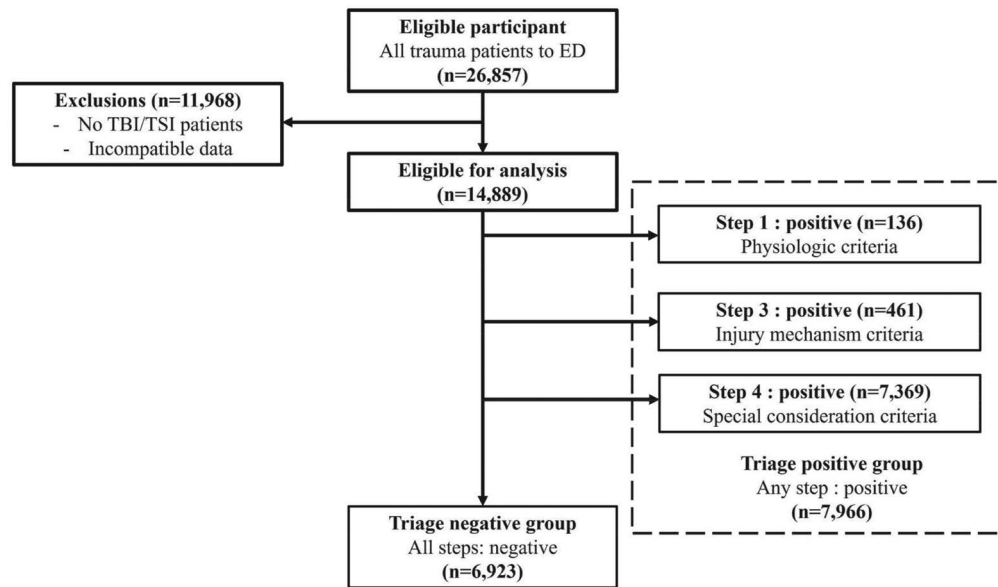 Eligible participant
All trauma patients to ED
(n=26,857)
Exclusions (n=11,968)
- No TBI/TSI patients
- Incompatible data
Eligible for analysis
(n=14,889)
Step 1 : positive (n=136)
Physiologic criteria
Step 3 : positive (n=461)
Injury mechanism criteria
Step 4 : positive (n=7,369)
Special consideration criteria
Triage positive group
Any step : positive
(n=7,966)
Triage negative group
All steps: negative
(n=6,923)